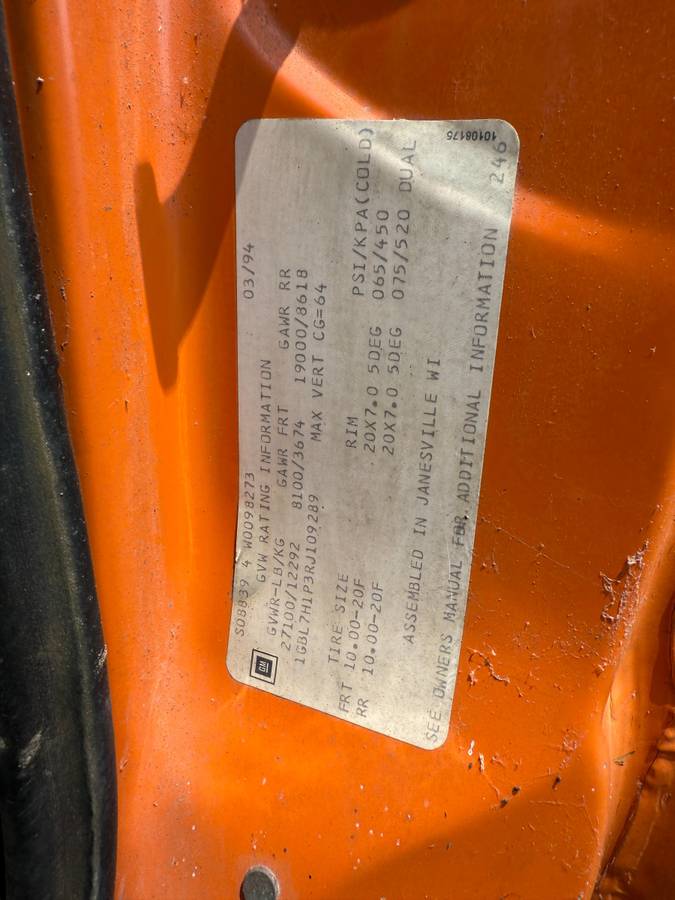 S08839 4 W0098273 03/94
GVW RATING INFORMATION
GVWR-LB/KG GAWR FRT GAWR RR
27100/12292 8100/3674 19000/8618
1GBL7H1P3RJ109289 MAX VERT CG=64
GM
TIRE SIZE RIM PSI/KPA(COLD)
FRT 10.00-20F 20X7.0 5DEG 065/450
RR 10.00-20F 20X7.0 5DEG 075/520 DUAL
ASSEMBLED IN JANESVILLE WI
SEE OWNERS MANUAL FOR ADDITIONAL INFORMATION 246
10108175